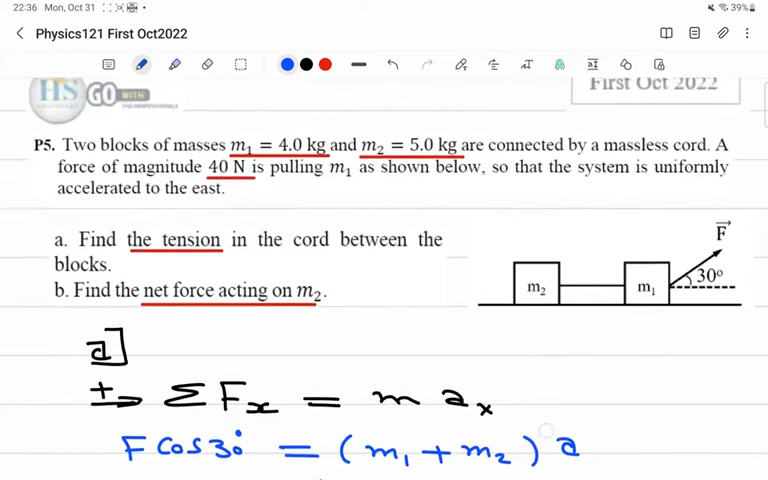 22:36 Mon, Oct 31
39%
Physics121 First Oct2022
HS GO WITH
First Oct 2022
P5. Two blocks of masses m₁ = 4.0 kg and m₂ = 5.0 kg are connected by a massless cord. A
force of magnitude 40 N is pulling m₁ as shown below, so that the system is uniformly
accelerated to the east.
a. Find the tension in the cord between the
blocks.
b. Find the net force acting on m₂.
F⃗
30°
m₂
m₁
a]
+→ ΣFₓ = m aₓ
F cos30° = (m₁ + m₂) a